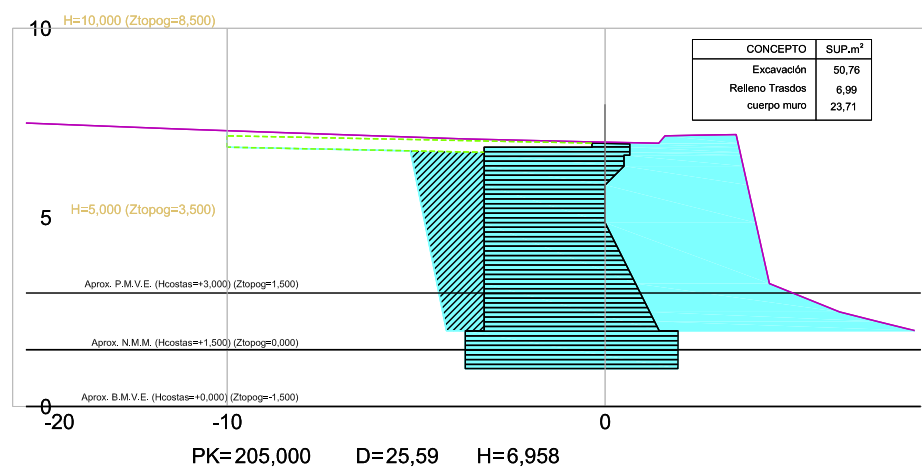 10
H=10,000 (Ztopog=8,500)
CONCEPTO SUP.m²
Excavación 50,76
Relleno Trasdos 6,99
cuerpo muro 23,71
5
H=5,000 (Ztopog=3,500)
Aprox. P.M.V.E. (Hcostas=+3,000) (Ztopog=1,500)
Aprox. N.M.M. (Hcostas=+1,500) (Ztopog=0,000)
Aprox. B.M.V.E. (Hcostas=+0,000) (Ztopog=-1,500)
0
-20 -10 0
PK=205,000 D=25,59 H=6,958